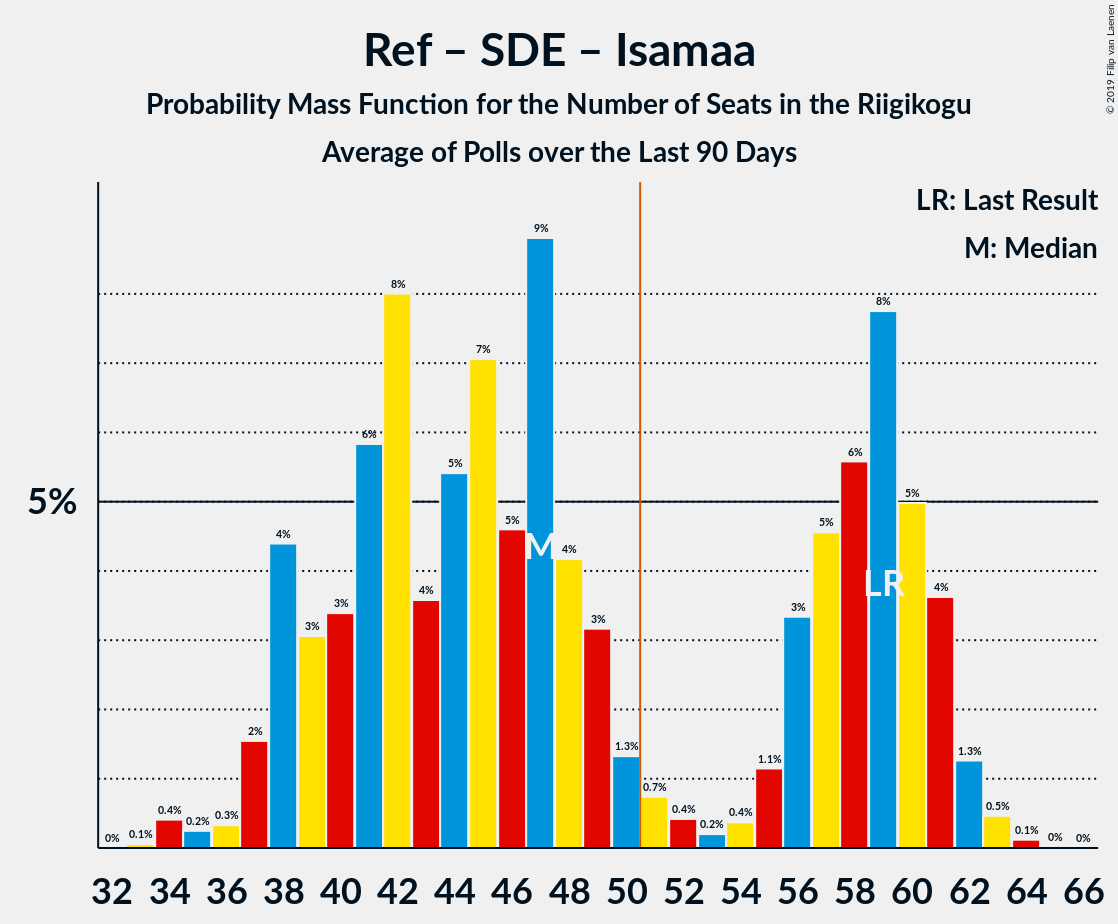 Ref – SDE – Isamaa
Probability Mass Function for the Number of Seats in the Riigikogu
Average of Polls over the Last 90 Days
© 2019 Filip van Laenen
LR: Last Result
M: Median
5%
0% 0.1% 0.4% 0.2% 0.3% 2% 4% 3% 3% 6% 8% 4% 5% 7% 5% 9% 4% 3% 1.3% 0.7% 0.4% 0.2% 0.4% 1.1% 3% 5% 6% 8% 5% 4% 1.3% 0.5% 0.1% 0% 0%
M
LR
32 34 36 38 40 42 44 46 48 50 52 54 56 58 60 62 64 66